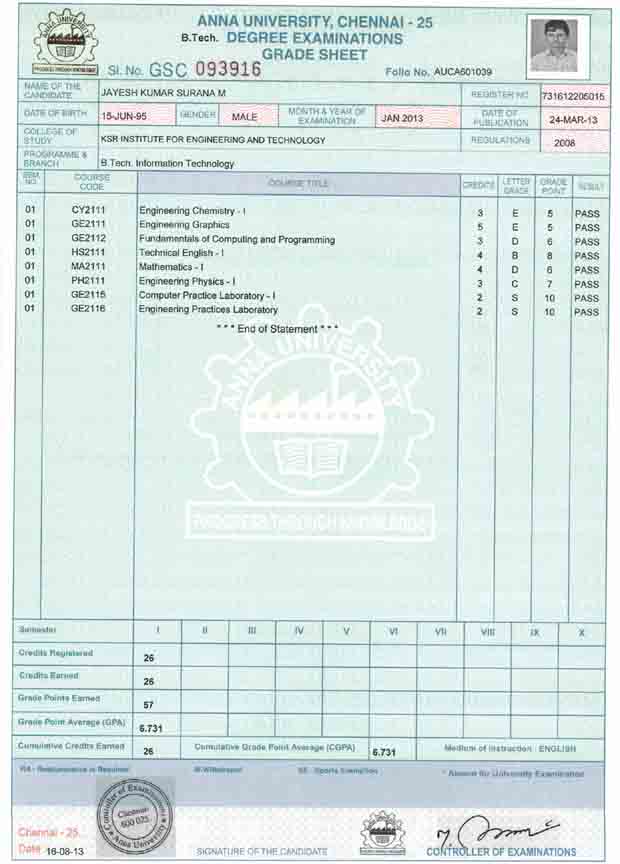 ANNA UNIVERSITY, CHENNAI - 25
B.Tech. DEGREE EXAMINATIONS
GRADE SHEET
PROGRESS THROUGH KNOWLEDGE
Sl. No. GSC 093916 Folio No. AUCA601039
NAME OF THE CANDIDATE JAYESH KUMAR SURANA M REGISTER NO 731612205015
DATE OF BIRTH 15-JUN-95 GENDER MALE MONTH & YEAR OF EXAMINATION JAN 2013 DATE OF PUBLICATION 24-MAR-13
COLLEGE OF STUDY KSR INSTITUTE FOR ENGINEERING AND TECHNOLOGY REGULATIONS 2008
PROGRAMME & BRANCH B.Tech. Information Technology
SEM. NO. COURSE CODE COURSE TITLE CREDITS LETTER GRADE GRADE POINT RESULT
01 CY2111 Engineering Chemistry - I 3 E 5 PASS
01 GE2111 Engineering Graphics 5 E 5 PASS
01 GE2112 Fundamentals of Computing and Programming 3 D 6 PASS
01 HS2111 Technical English - I 4 B 8 PASS
01 MA2111 Mathematics - I 4 D 6 PASS
01 PH2111 Engineering Physics - I 3 C 7 PASS
01 GE2115 Computer Practice Laboratory - I 2 S 10 PASS
01 GE2116 Engineering Practices Laboratory 2 S 10 PASS
* * * End of Statement * * *
ANNA UNIVERSITY
PROGRESS THROUGH KNOWLEDGE
Semester I II III IV V VI VII VIII IX X
Credits Registered 26
Credits Earned 26
Grade Points Earned 57
Grade Point Average (GPA) 6.731
Cumulative Credits Earned 26 Cumulative Grade Point Average (CGPA) 6.731 Medium of Instruction : ENGLISH
RA - Reappearance is Required W-Withdrawal SE - Sports Exemption - Absent for University Examination
Controller of Examinations
Chennai
600 025.
Anna University
Chennai - 25.
Date 16-08-13 SIGNATURE OF THE CANDIDATE CONTROLLER OF EXAMINATIONS